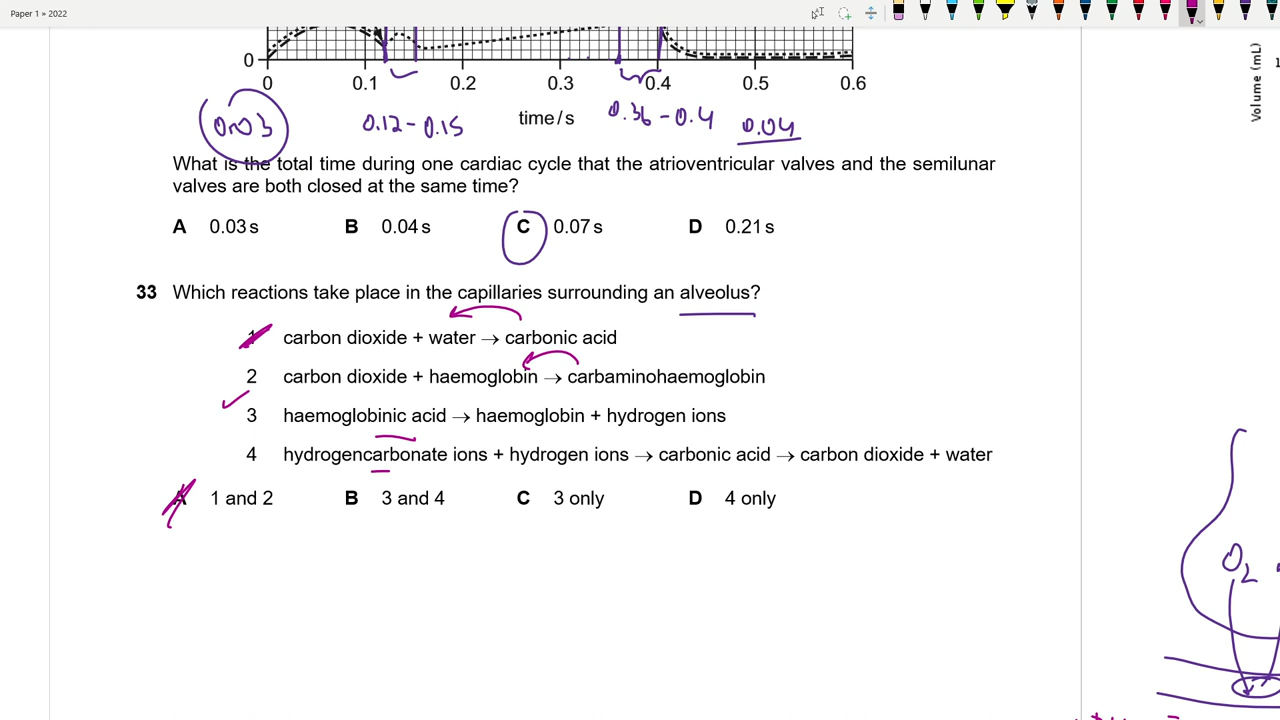 Paper 1 » 2022
0
0 0.1 0.2 0.3 0.4 0.5 0.6
time/s
0.03 0.12-0.15 0.36-0.4 0.04
What is the total time during one cardiac cycle that the atrioventricular valves and the semilunar
valves are both closed at the same time?
A 0.03s B 0.04s C 0.07s D 0.21s
33 Which reactions take place in the capillaries surrounding an alveolus?
1 carbon dioxide + water → carbonic acid
2 carbon dioxide + haemoglobin → carbaminohaemoglobin
3 haemoglobinic acid → haemoglobin + hydrogen ions
4 hydrogencarbonate ions + hydrogen ions → carbonic acid → carbon dioxide + water
A 1 and 2 B 3 and 4 C 3 only D 4 only
Volume (mL)
O2